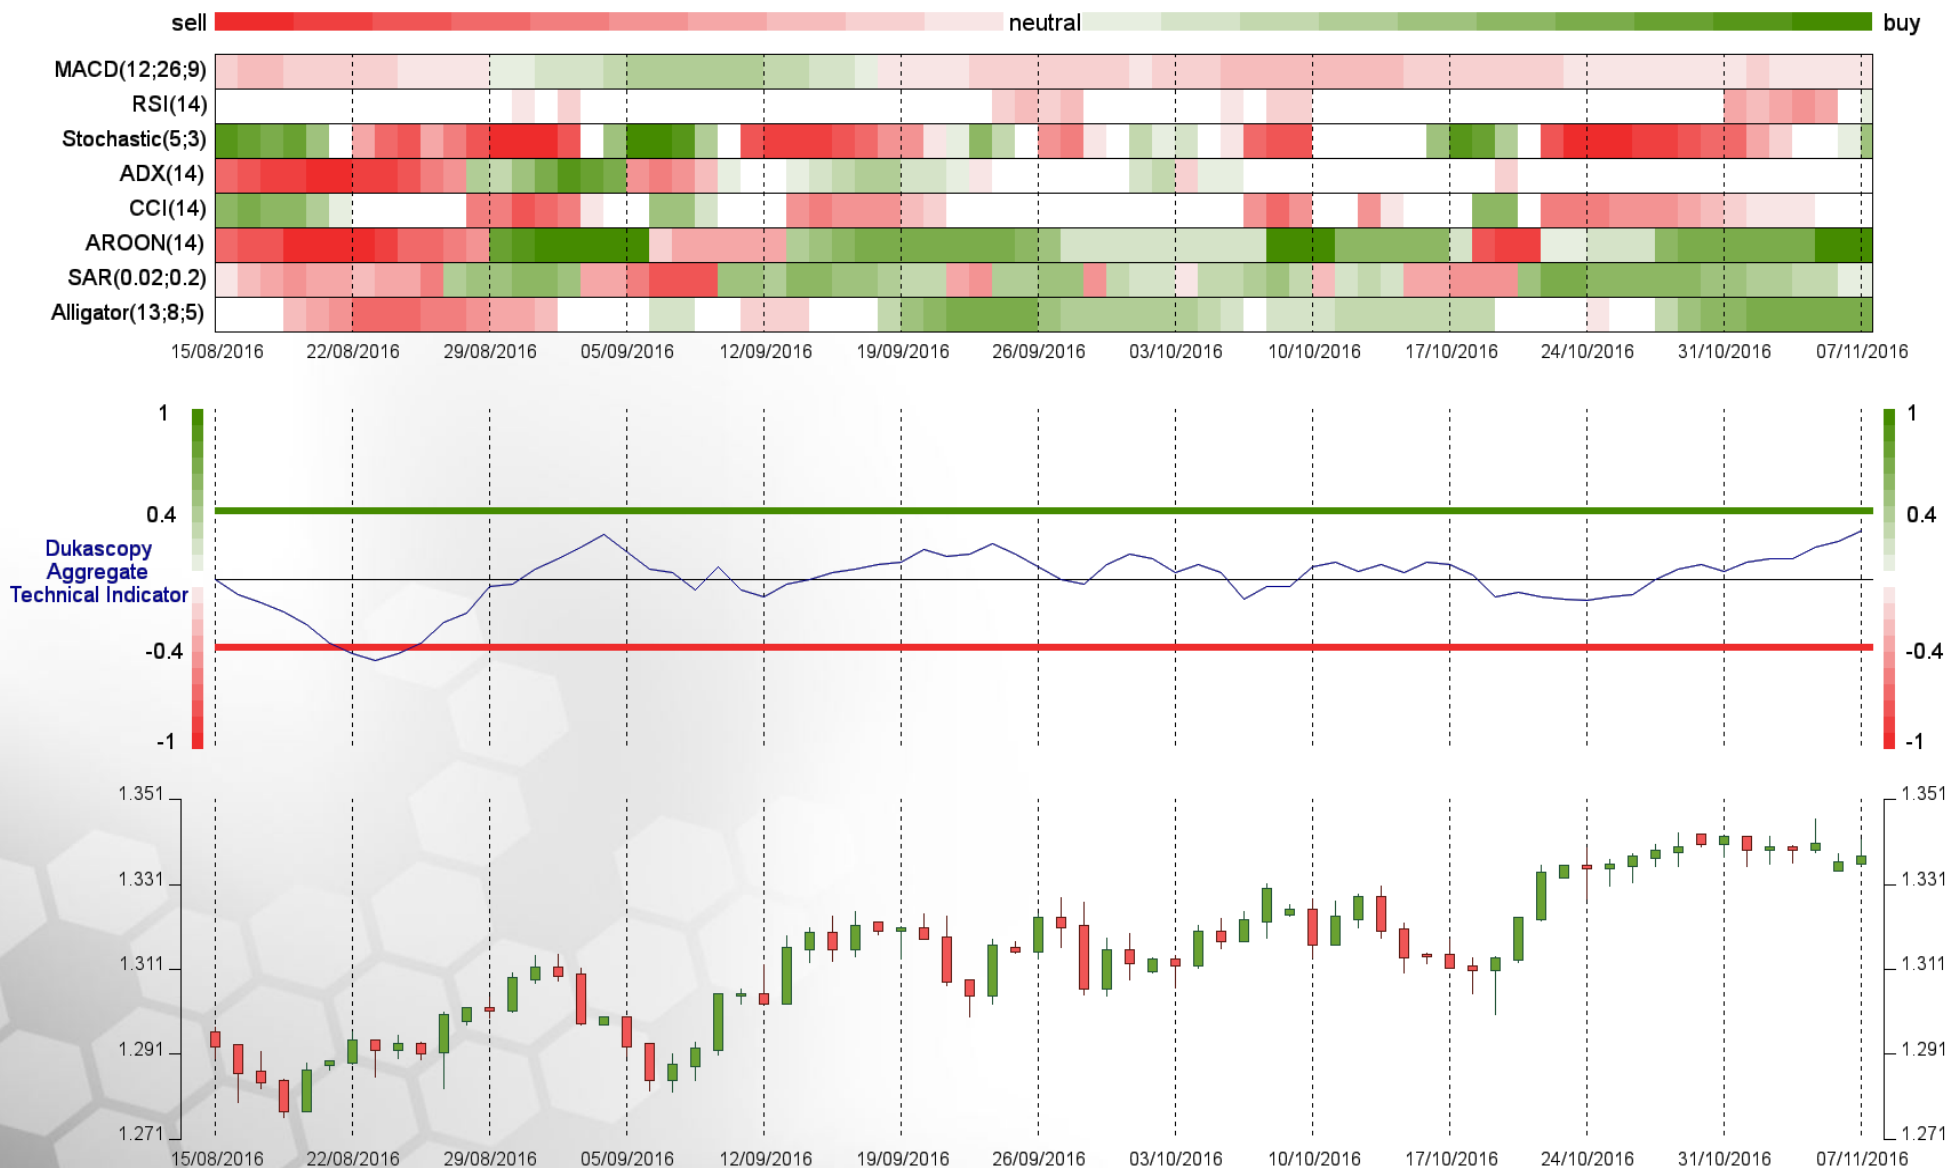 sell neutral buy
MACD(12;26;9)
RSI(14)
Stochastic(5;3)
ADX(14)
CCI(14)
AROON(14)
SAR(0.02;0.2)
Alligator(13;8;5)
15/08/2016 22/08/2016 29/08/2016 05/09/2016 12/09/2016 19/09/2016 26/09/2016 03/10/2016 10/10/2016 17/10/2016 24/10/2016 31/10/2016 07/11/2016
1 1
0.4 0.4
Dukascopy
Aggregate
Technical Indicator
-0.4 -0.4
-1 -1
1.351 1.351
1.331 1.331
1.311 1.311
1.291 1.291
1.271 1.271
15/08/2016 22/08/2016 29/08/2016 05/09/2016 12/09/2016 19/09/2016 26/09/2016 03/10/2016 10/10/2016 17/10/2016 24/10/2016 31/10/2016 07/11/2016